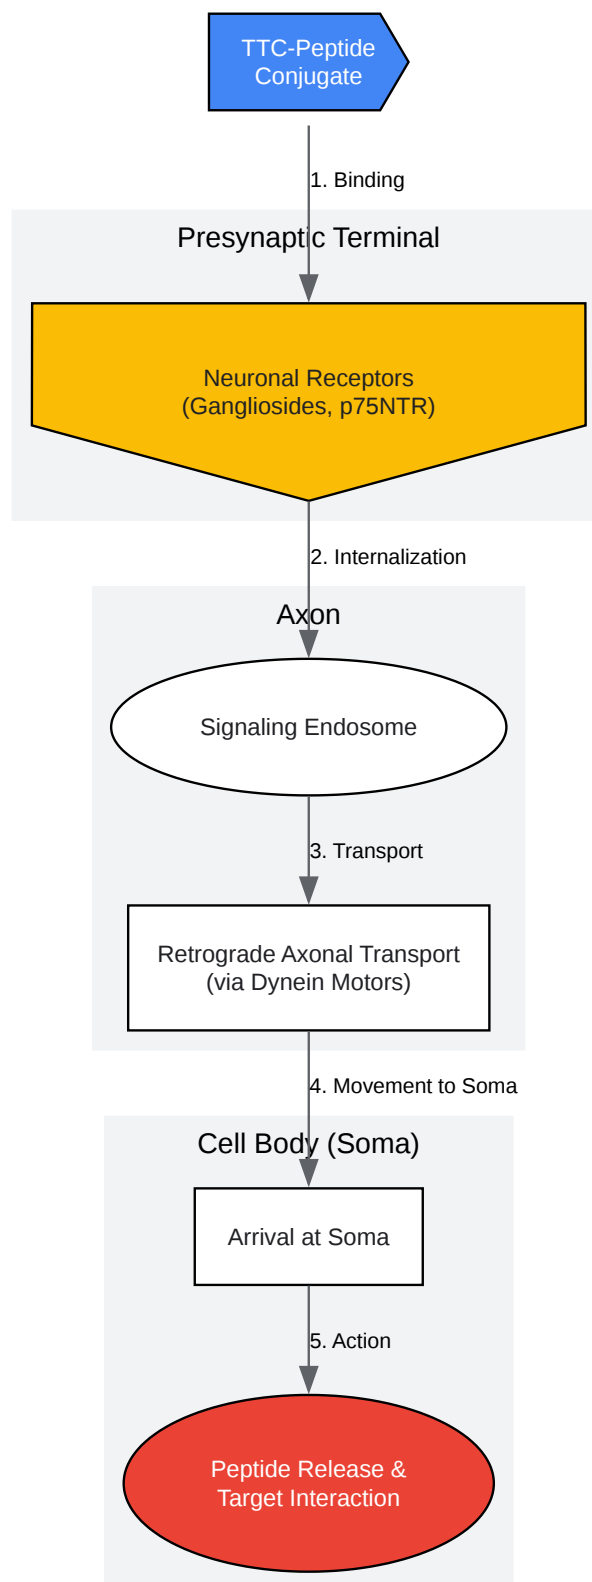 TTC-Peptide
Conjugate
1. Binding
Presynaptic Terminal
Neuronal Receptors
(Gangliosides, p75NTR)
2. Internalization
Axon
Signaling Endosome
3. Transport
Retrograde Axonal Transport
(via Dynein Motors)
4. Movement to Soma
Cell Body (Soma)
Arrival at Soma
5. Action
Peptide Release &
Target Interaction